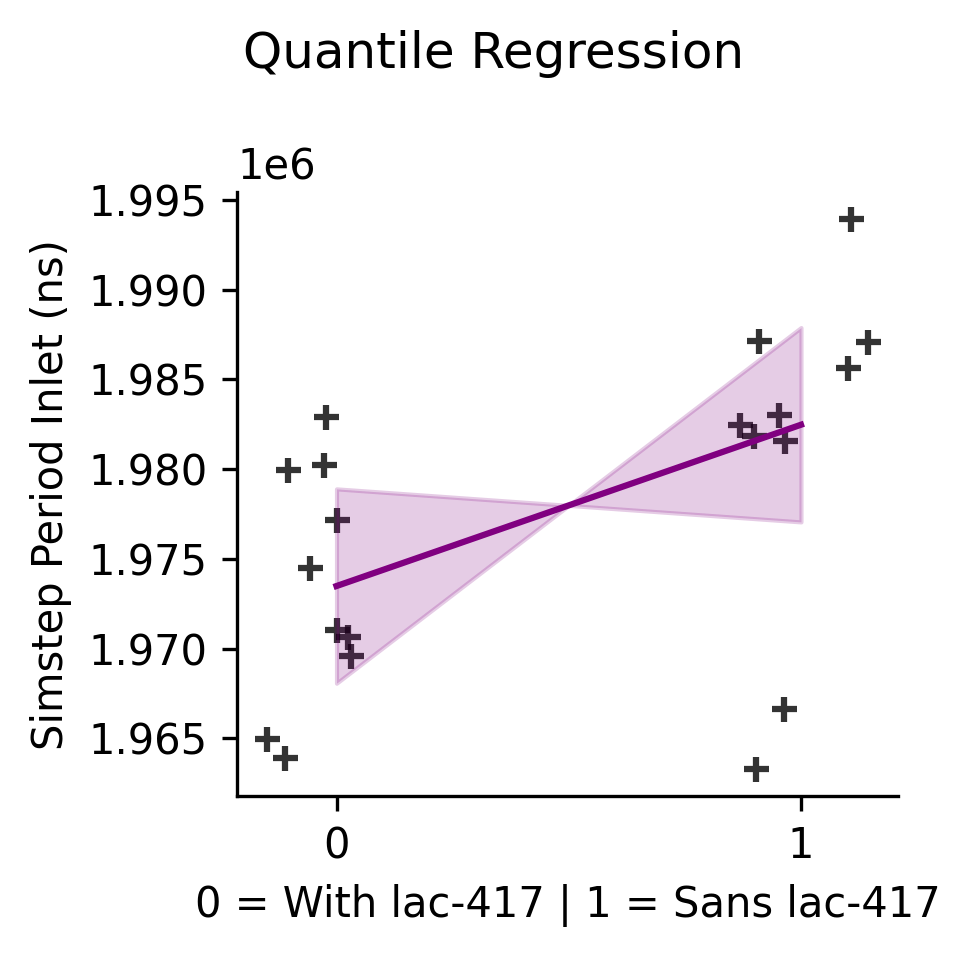 Quantile Regression
1e6
1.995
1.990
1.985
1.980
1.975
1.970
1.965
Simstep Period Inlet (ns)
0 1
0 = With lac-417 | 1 = Sans lac-417